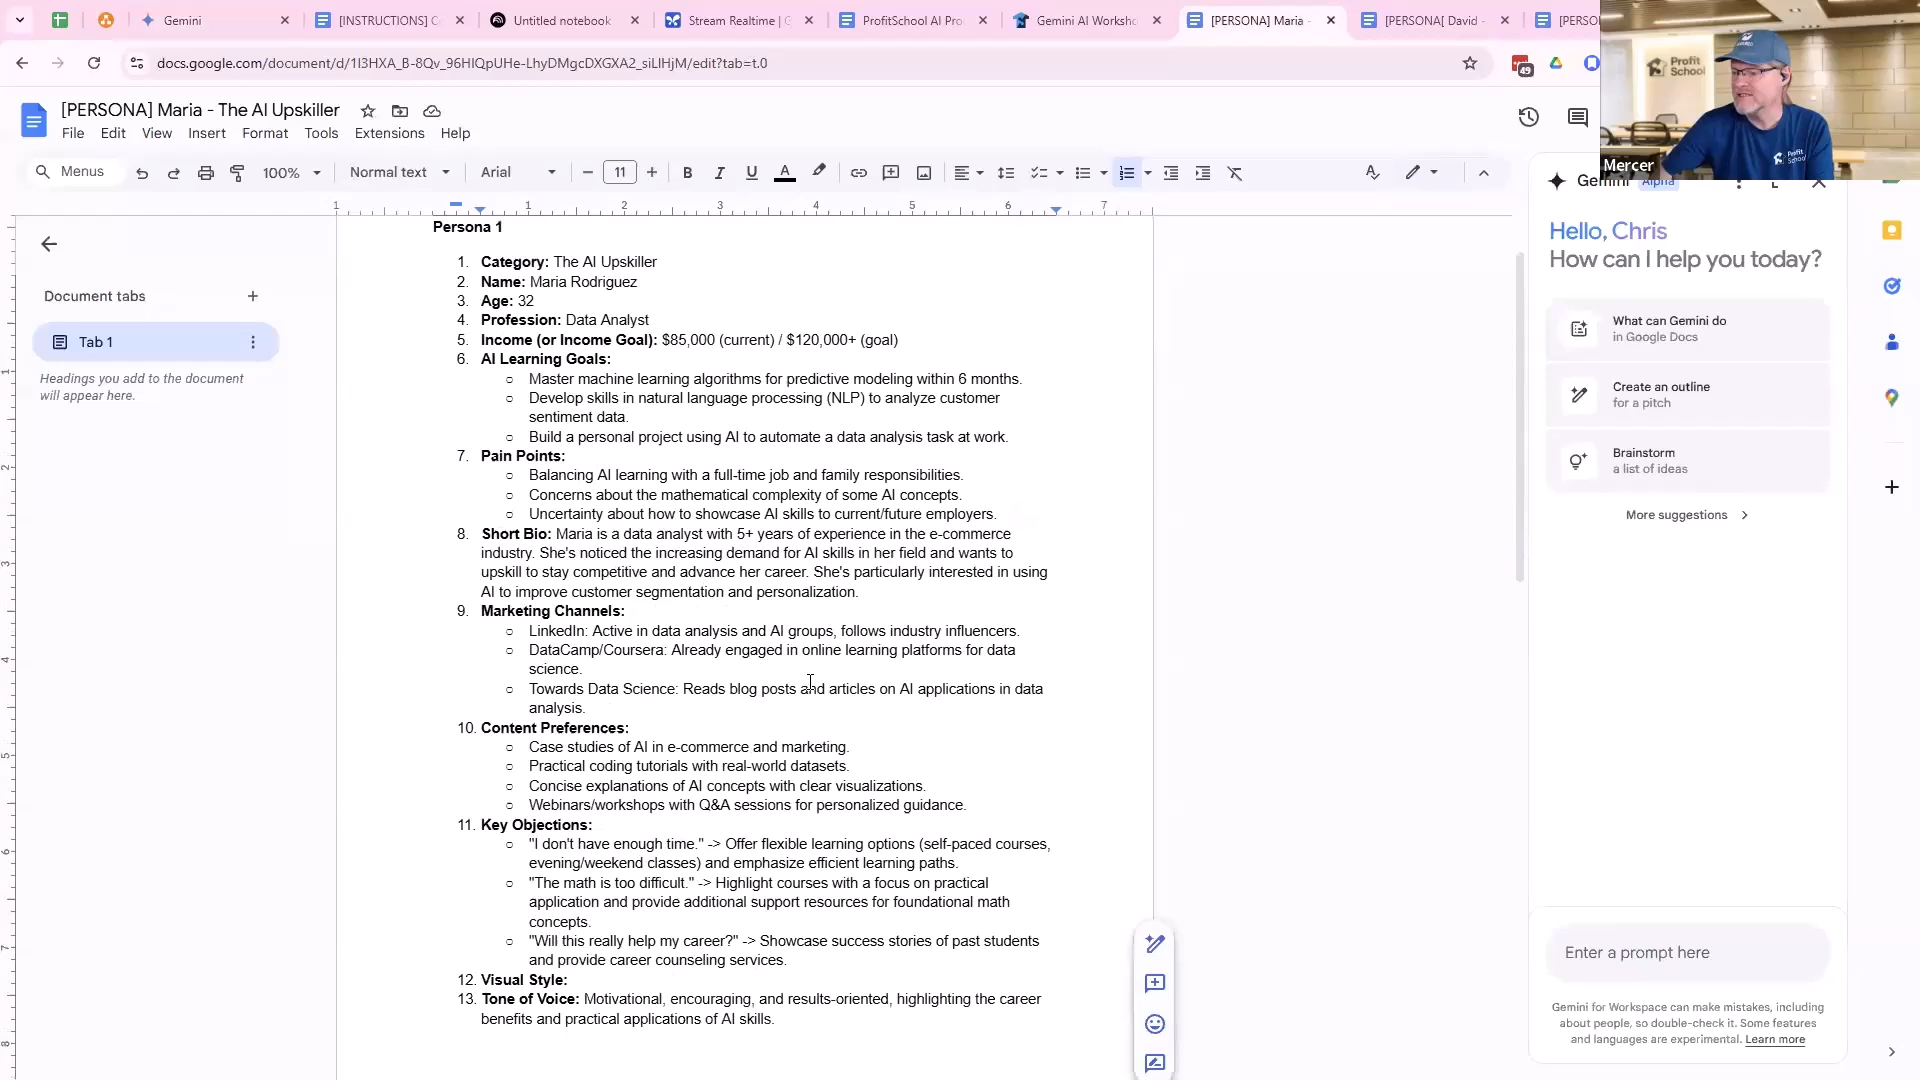 Gemini
[INSTRUCTIONS] C
Untitled notebook
Stream Realtime | G
ProfitSchool AI Pro
Gemini AI Worksho
[PERSONA] Maria -
[PERSONA] David -
[PERSO
docs.google.com/document/d/1I3HXA_B-8Qv_96HIQpUHe-LhyDMgcDXGXA2_siLlHjM/edit?tab=t.0
49
Profit
School
[PERSONA] Maria - The AI Upskiller
File Edit View Insert Format Tools Extensions Help
Profit
School
Mercer
Menus
100%
Normal text
Arial
11
B I U A
Gemini Alpha
1 1 2 3 4 5 6 7
Hello, Chris
How can I help you today?
Document tabs
Tab 1
Headings you add to the document
will appear here.
What can Gemini do
in Google Docs
Create an outline
for a pitch
Brainstorm
a list of ideas
More suggestions
Persona 1
1. Category: The AI Upskiller
2. Name: Maria Rodriguez
3. Age: 32
4. Profession: Data Analyst
5. Income (or Income Goal): $85,000 (current) / $120,000+ (goal)
6. AI Learning Goals:
○ Master machine learning algorithms for predictive modeling within 6 months.
○ Develop skills in natural language processing (NLP) to analyze customer
sentiment data.
○ Build a personal project using AI to automate a data analysis task at work.
7. Pain Points:
○ Balancing AI learning with a full-time job and family responsibilities.
○ Concerns about the mathematical complexity of some AI concepts.
○ Uncertainty about how to showcase AI skills to current/future employers.
8. Short Bio: Maria is a data analyst with 5+ years of experience in the e-commerce
industry. She's noticed the increasing demand for AI skills in her field and wants to
upskill to stay competitive and advance her career. She's particularly interested in using
AI to improve customer segmentation and personalization.
9. Marketing Channels:
○ LinkedIn: Active in data analysis and AI groups, follows industry influencers.
○ DataCamp/Coursera: Already engaged in online learning platforms for data
science.
○ Towards Data Science: Reads blog posts and articles on AI applications in data
analysis.
10. Content Preferences:
○ Case studies of AI in e-commerce and marketing.
○ Practical coding tutorials with real-world datasets.
○ Concise explanations of AI concepts with clear visualizations.
○ Webinars/workshops with Q&A sessions for personalized guidance.
11. Key Objections:
○ "I don't have enough time." -> Offer flexible learning options (self-paced courses,
evening/weekend classes) and emphasize efficient learning paths.
○ "The math is too difficult." -> Highlight courses with a focus on practical
application and provide additional support resources for foundational math
concepts.
○ "Will this really help my career?" -> Showcase success stories of past students
and provide career counseling services.
12. Visual Style:
13. Tone of Voice: Motivational, encouraging, and results-oriented, highlighting the career
benefits and practical applications of AI skills.
Enter a prompt here
Gemini for Workspace can make mistakes, including
about people, so double-check it. Some features
and languages are experimental. Learn more